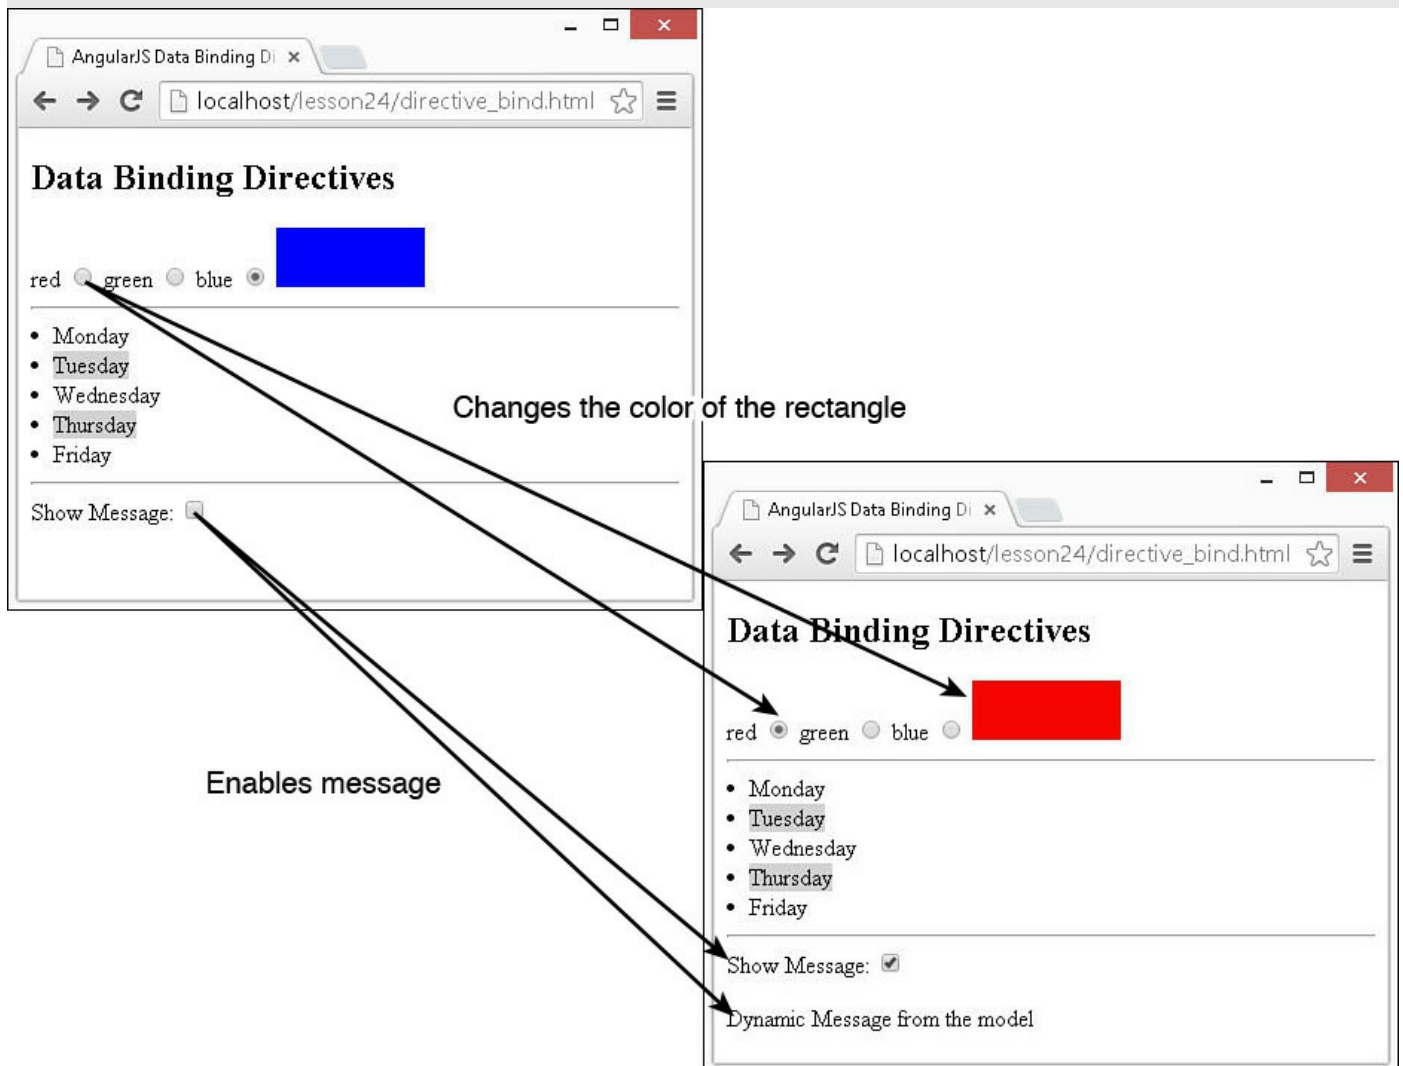 AngularJS Data Binding Di
localhost/lesson24/directive_bind.html
Data Binding Directives
red green blue
• Monday
• Tuesday
• Wednesday
• Thursday
• Friday
Show Message:
Changes the color of the rectangle
Enables message
AngularJS Data Binding Di
localhost/lesson24/directive_bind.html
Data Binding Directives
red green blue
• Monday
• Tuesday
• Wednesday
• Thursday
• Friday
Show Message:
Dynamic Message from the model